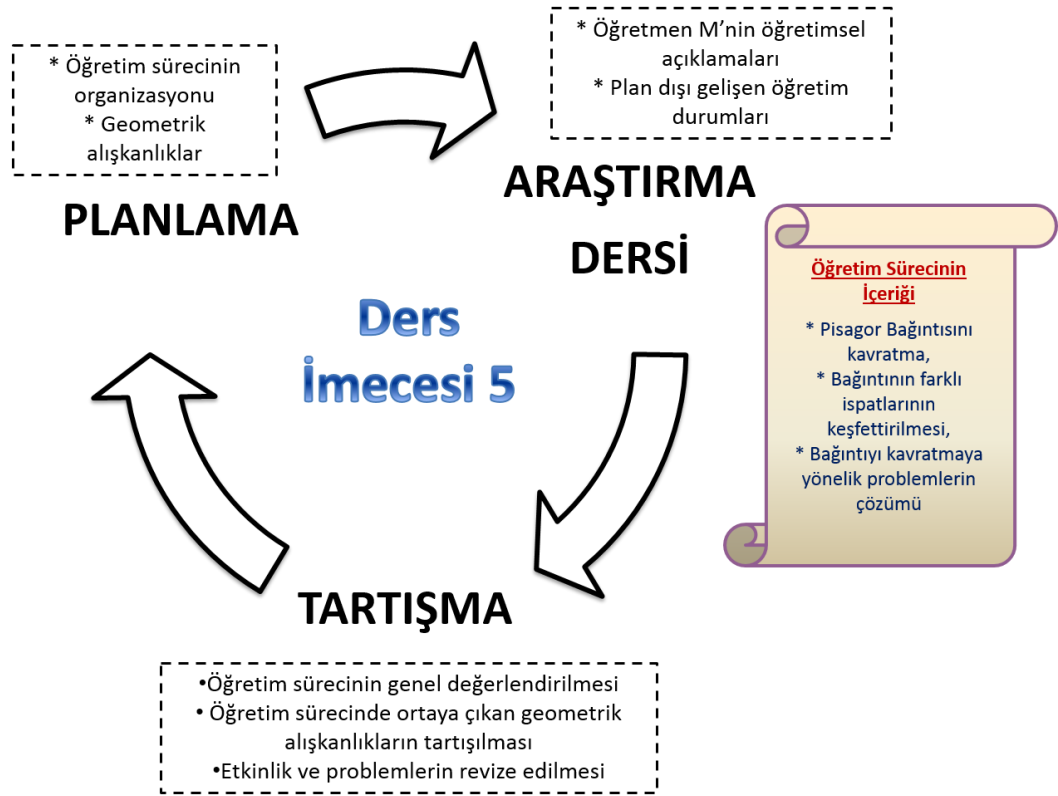 * Öğretim sürecinin
organizasyonu
* Geometrik
alışkanlıklar
PLANLAMA
* Öğretmen M’nin öğretimsel
açıklamaları
* Plan dışı gelişen öğretim
durumları
ARAŞTIRMA
DERSİ
Öğretim Sürecinin
İçeriği
* Pisagor Bağıntısını
kavratma,
* Bağıntının farklı
ispatlarının
keşfettirilmesi,
* Bağıntıyı kavratmaya
yönelik problemlerin
çözümü
Ders
İmecesi 5
TARTIŞMA
•Öğretim sürecinin genel değerlendirilmesi
• Öğretim sürecinde ortaya çıkan geometrik
alışkanlıkların tartışılması
•Etkinlik ve problemlerin revize edilmesi